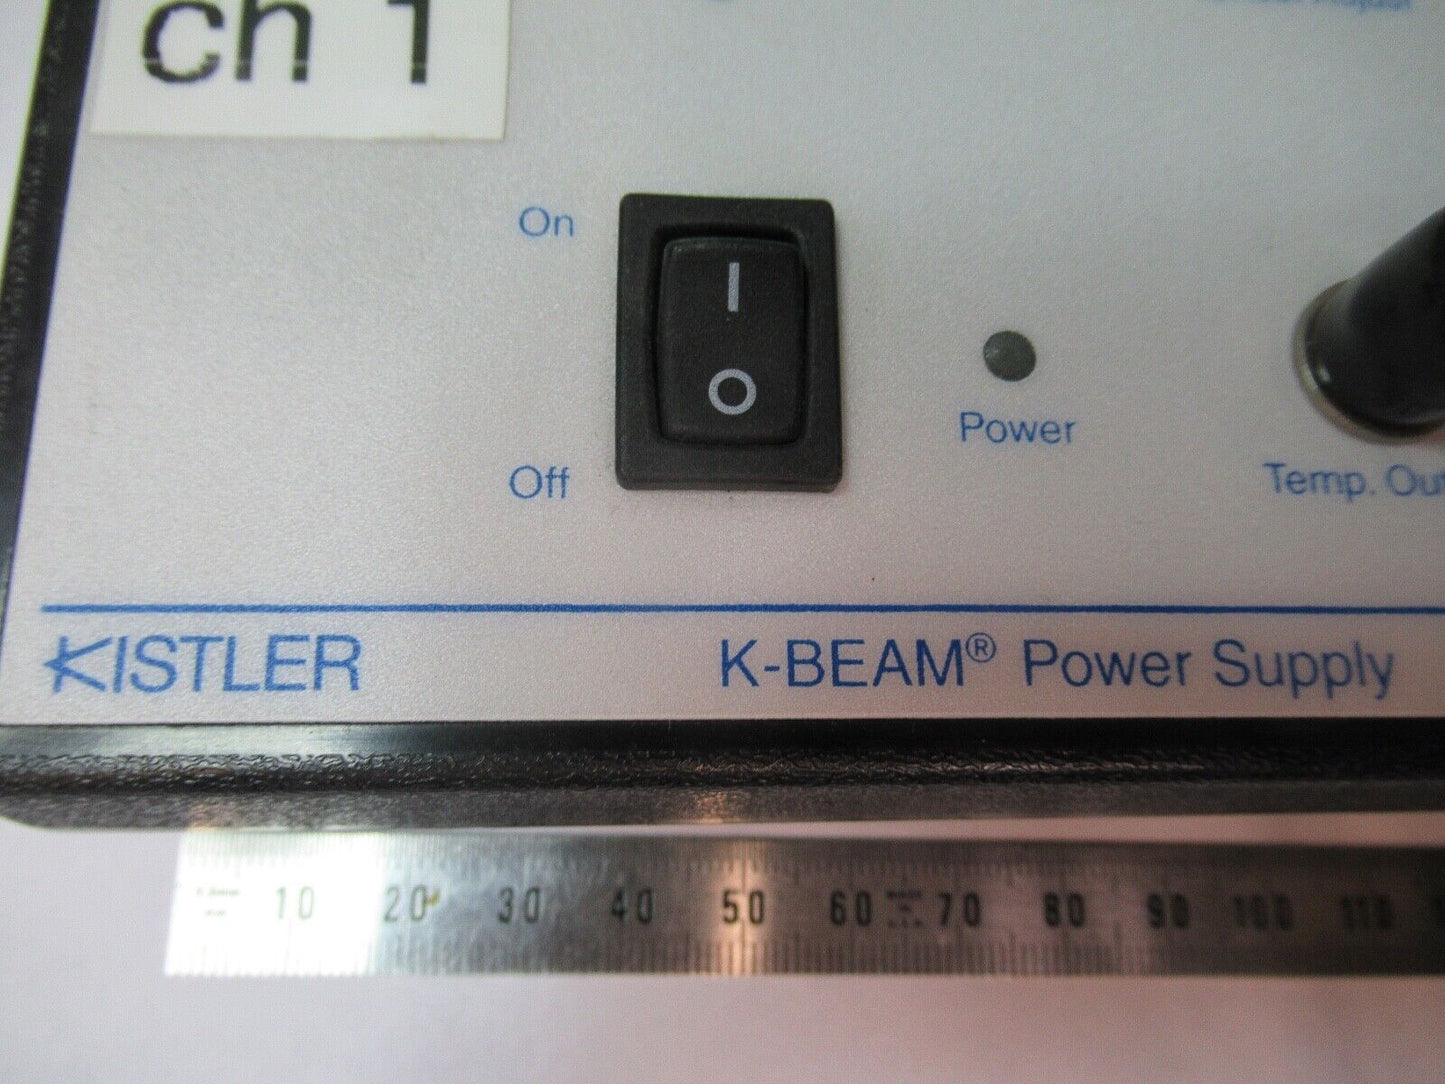 ch 1
On
I
O
Power
Off
Temp. Out
KISTLER
K-BEAM® Power Supply
10 20 30 40 50 60 70 80 90 100 110